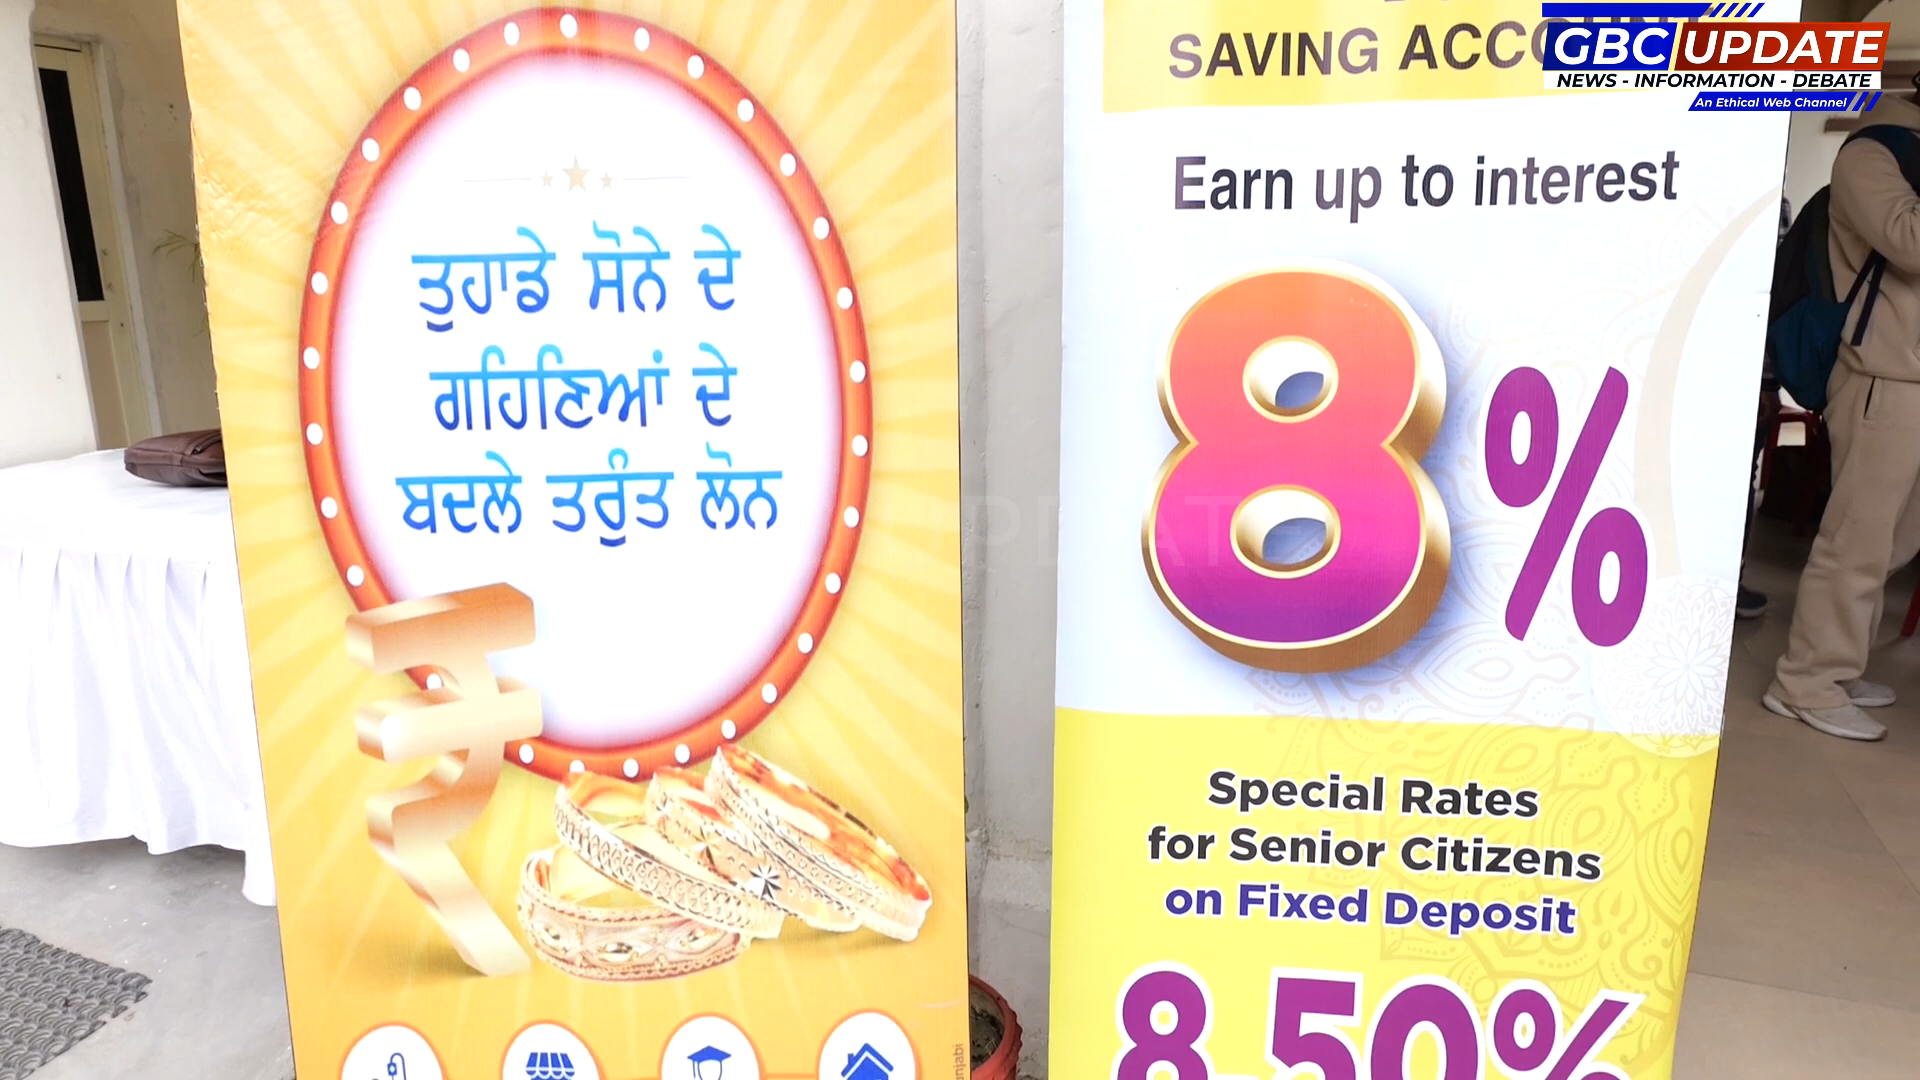 ਤੁਹਾਡੇ ਸੋਨੇ ਦੇ
ਗਹਿਣਿਆਂ ਦੇ
ਬਦਲੇ ਤਰੁੰਤ ਲੋਨ
SAVING
Earn up to interest
8%
Special Rates
for Senior Citizens
on Fixed Deposit
8.50%
GBC UPDATE
NEWS - INFORMATION - DEBATE
An Ethical Web Channel